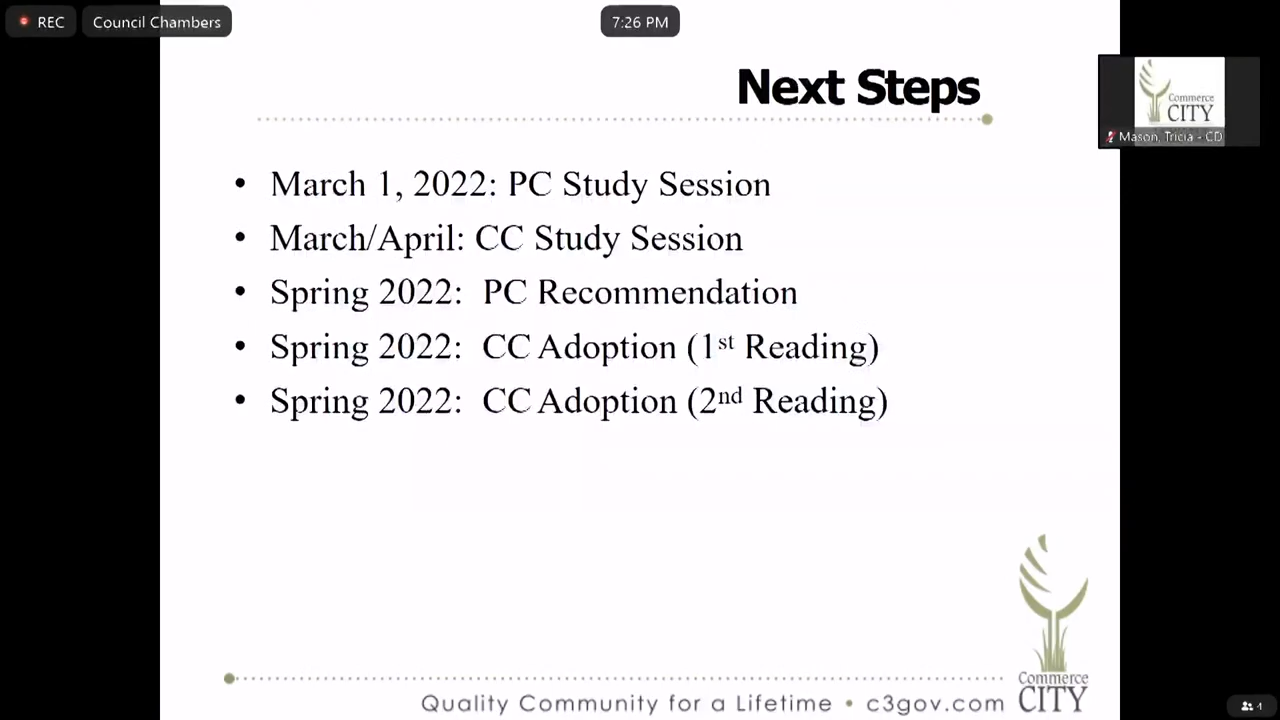 REC
Council Chambers
7:26 PM
Next Steps
Commerce
CITY
Mason, Tricia - CD
• March 1, 2022: PC Study Session
• March/April: CC Study Session
• Spring 2022: PC Recommendation
• Spring 2022: CC Adoption (1st Reading)
• Spring 2022: CC Adoption (2nd Reading)
Commerce
CITY
Quality Community for a Lifetime • c3gov.com
4